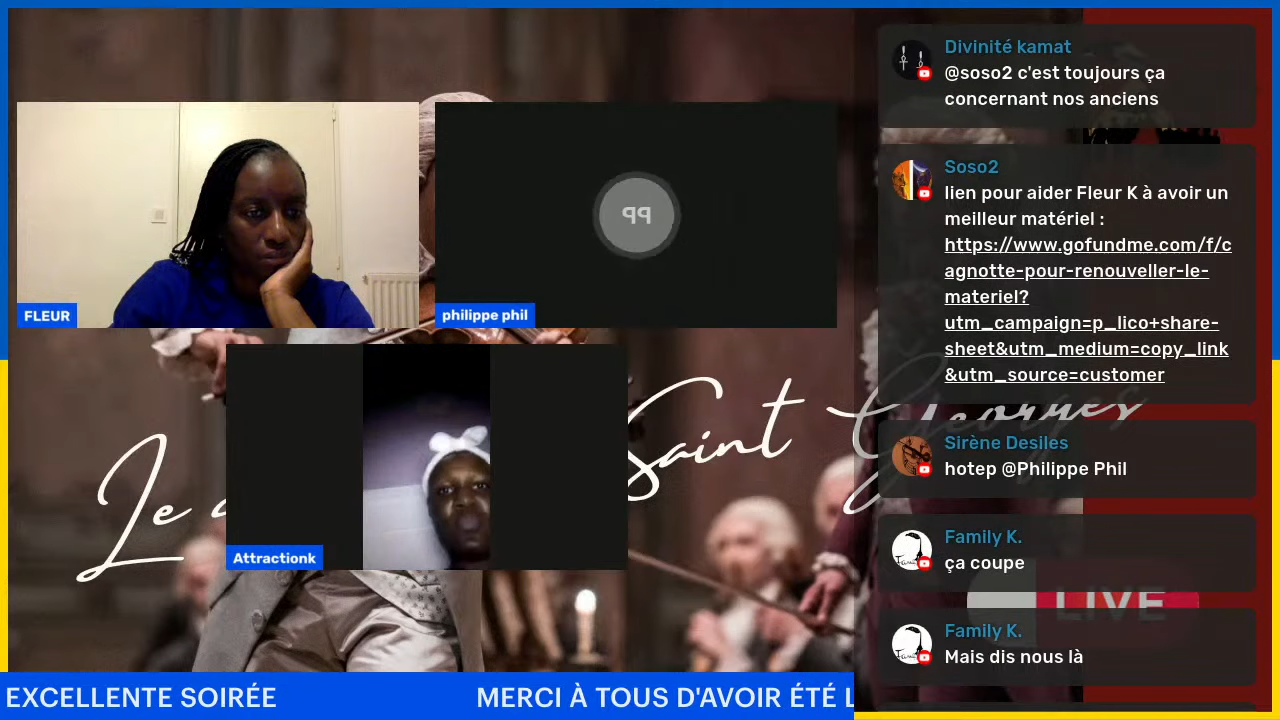 FLEUR
qq
philippe phil
Attractionk
Le
Saint Georges
EXCELLENTE SOIRÉE
MERCI À TOUS D'AVOIR ÉTÉ
Divinité kamat
@soso2 c'est toujours ça
concernant nos anciens
Soso2
lien pour aider Fleur K à avoir un
meilleur matériel :
https://www.gofundme.com/f/c
agnotte-pour-renouveller-le-
materiel?
utm_campaign=p_lico+share-
sheet&utm_medium=copy_link
&utm_source=customer
Sirène Desiles
hotep @Philippe Phil
Family K.
ça coupe
LIVE
Family K.
Mais dis nous là